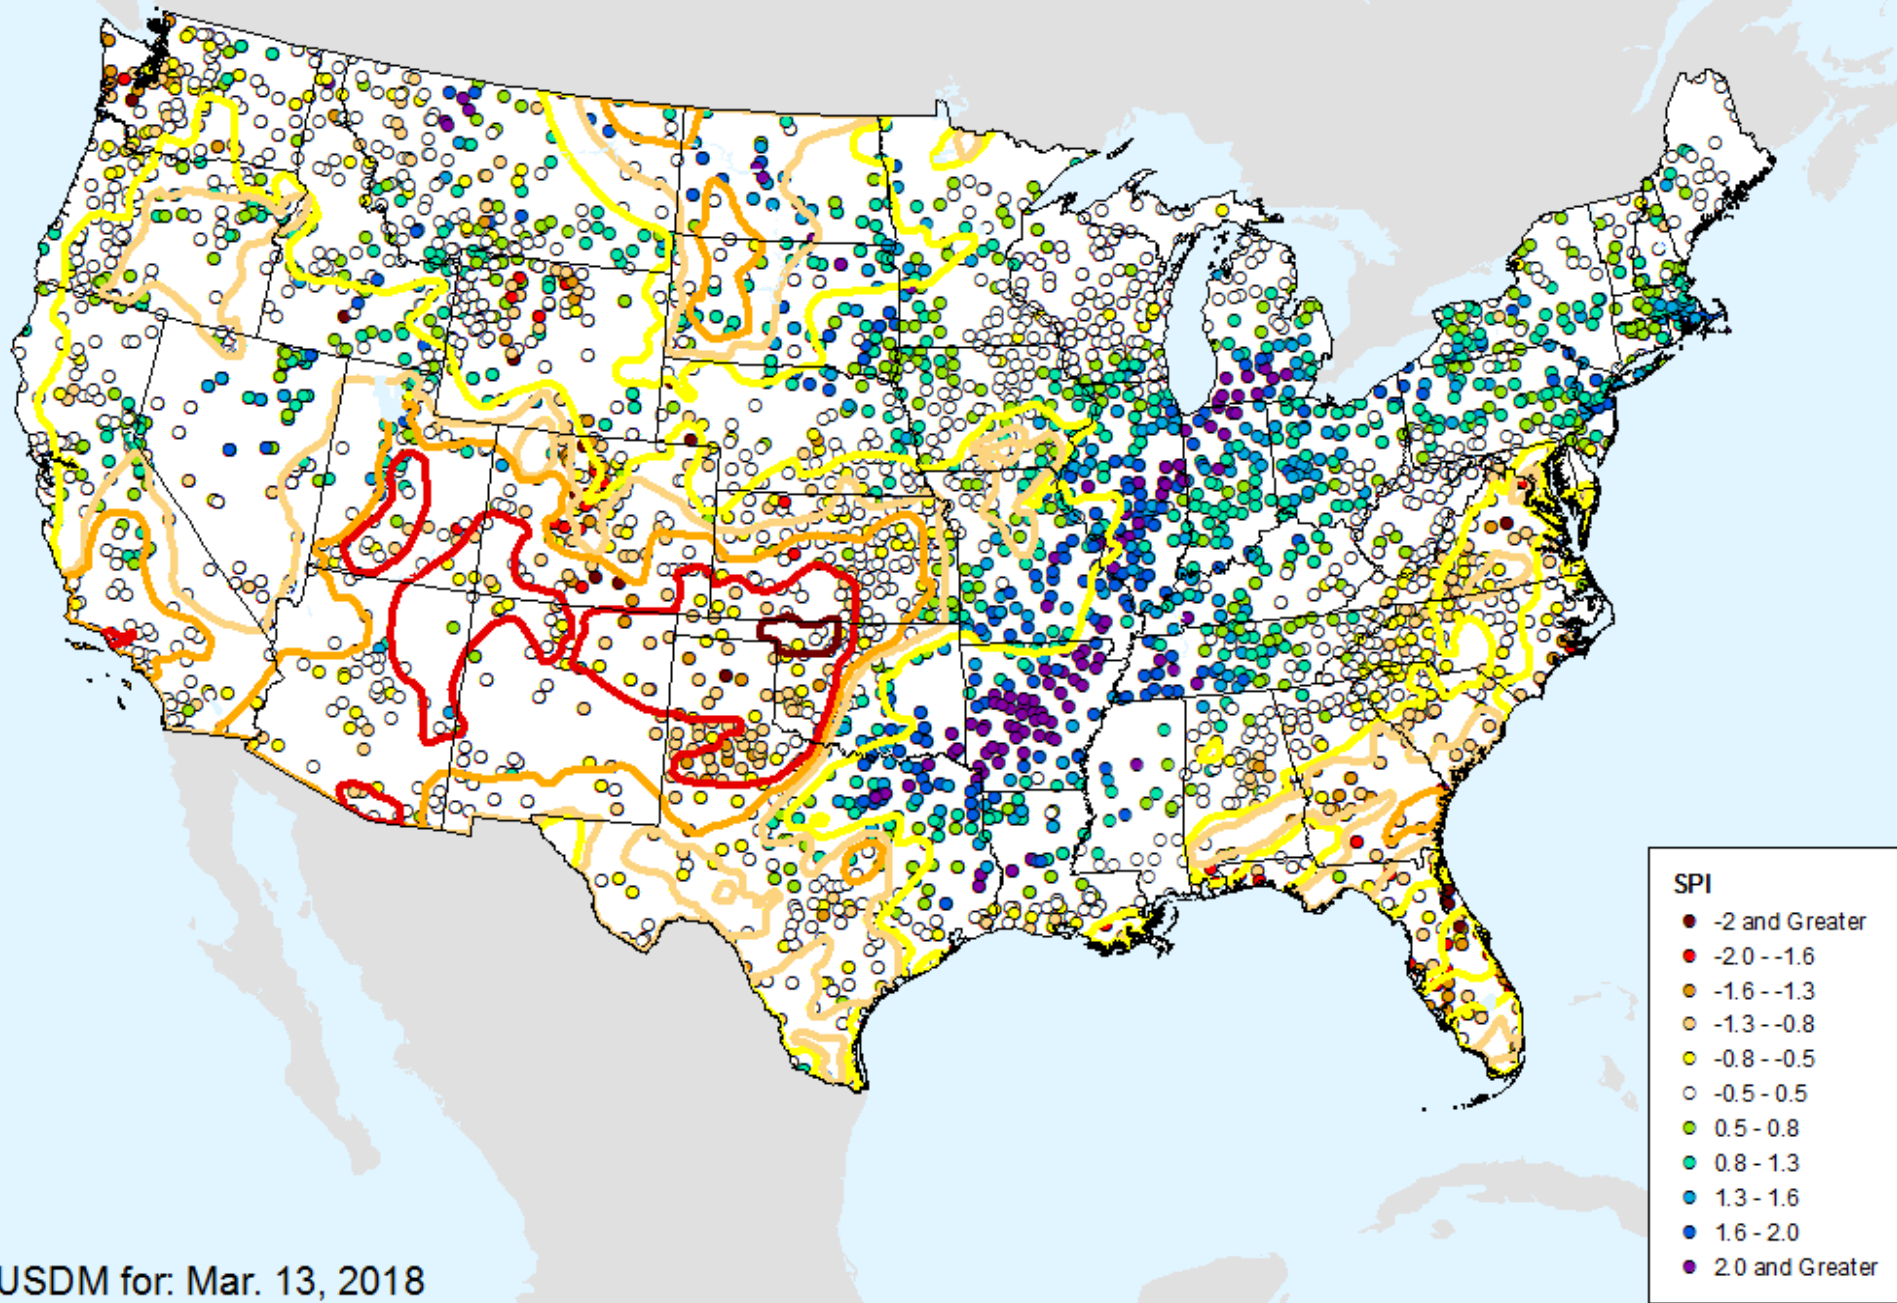 SPI
-2 and Greater
-2.0 - -1.6
-1.6 - -1.3
-1.3 - -0.8
-0.8 - -0.5
-0.5 - 0.5
0.5 - 0.8
0.8 - 1.3
1.3 - 1.6
1.6 - 2.0
2.0 and Greater
USDM for: Mar. 13, 2018